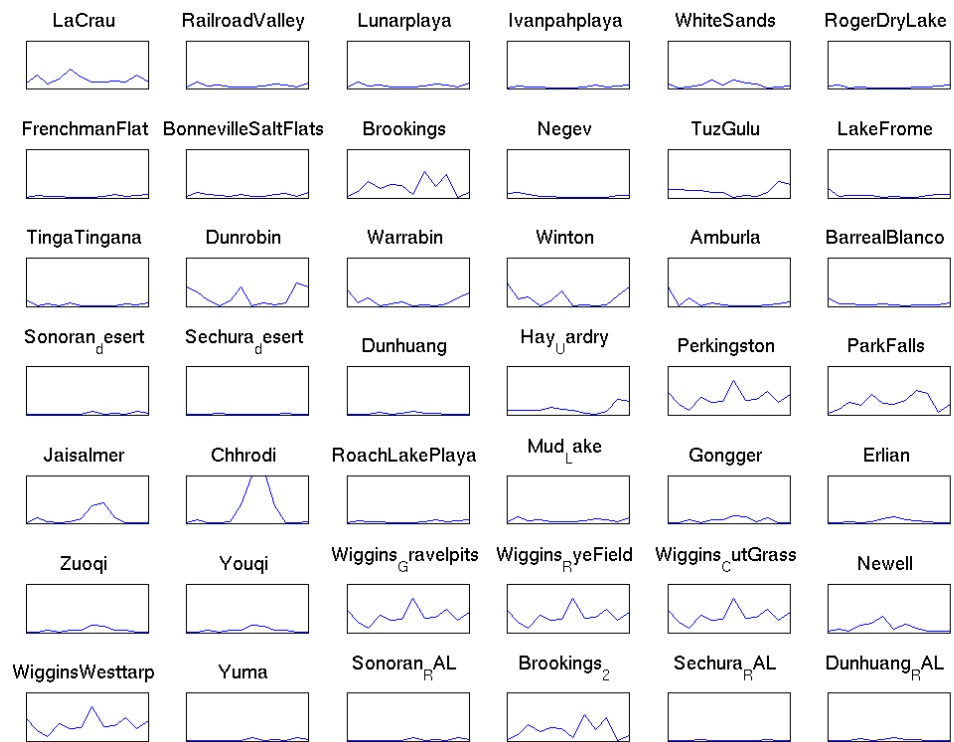 LaCrau RailroadValley Lunarplaya Ivanpahplaya WhiteSands RogerDryLake
FrenchmanFlat BonnevilleSaltFlats Brookings Negev TuzGulu LakeFrome
TingaTingana Dunrobin Warrabin Winton Amburla BarrealBlanco
Sonoran_desert Sechura_desert Dunhuang Hay_Uardry Perkingston ParkFalls
Jaisalmer Chhrodi RoachLakePlaya Mud_Lake Gongger Erlian
Zuoqi Youqi Wiggins_Gravelpits Wiggins_RyeField Wiggins_CutGrass Newell
WigginsWesttarp Yuma Sonoran_RAL Brookings_2 Sechura_RAL Dunhuang_RAL